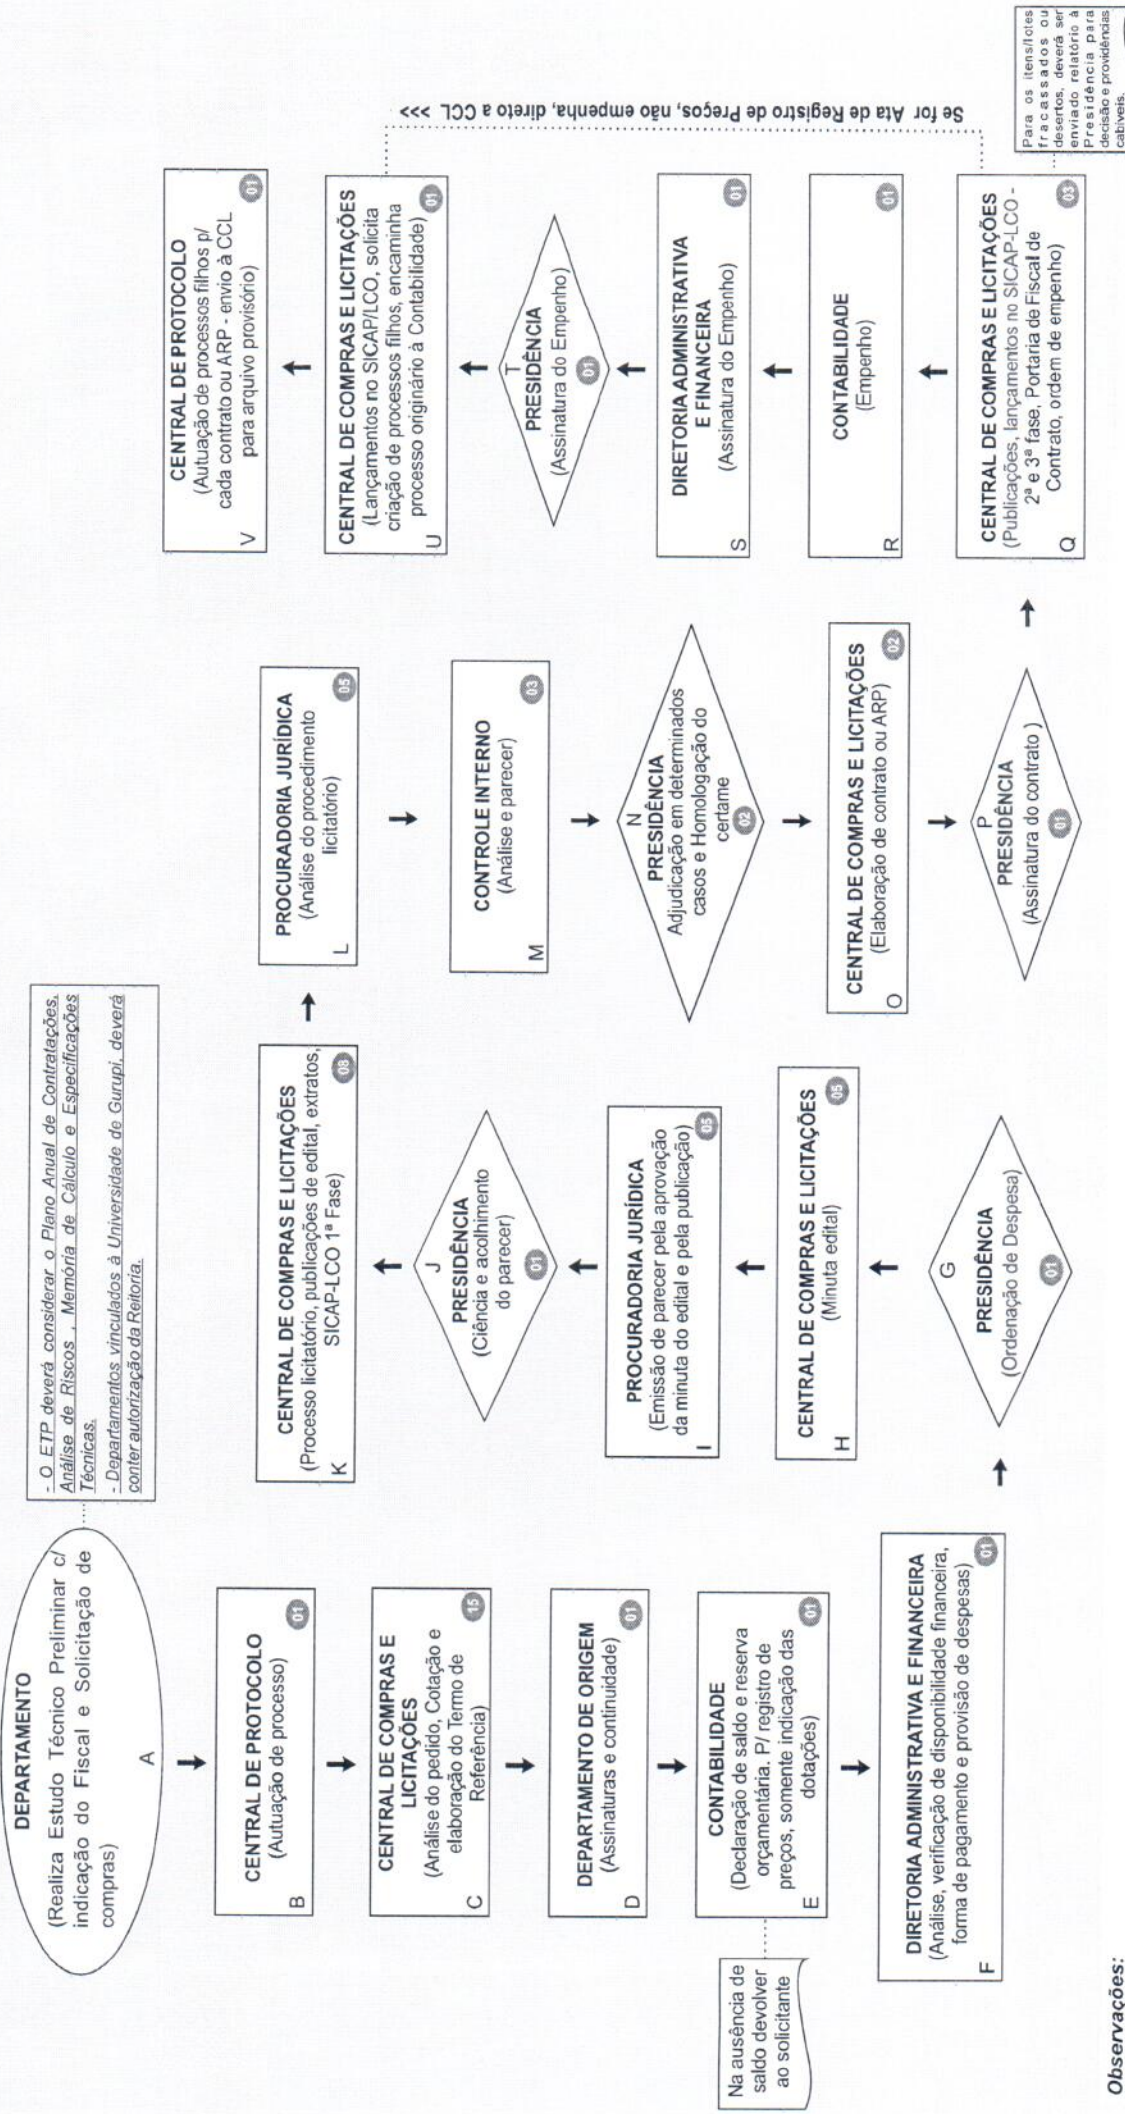 DEPARTAMENTO
(Realiza Estudo Técnico Preliminar c/
indicação do Fiscal e Solicitação de
compras)
A
- O ETP deverá considerar o Plano Anual de Contratações,
Análise de Riscos , Memória de Cálculo e Especificações
Técnicas.
- Departamentos vinculados à Universidade de Gurupi, deverá
conter autorização da Reitoria.
CENTRAL DE PROTOCOLO
(Autuação de processo)
B
01
CENTRAL DE COMPRAS E
LICITAÇÕES
(Análise do pedido, Cotação e
elaboração do Termo de
Referência)
C
15
DEPARTAMENTO DE ORIGEM
(Assinaturas e continuidade)
D
01
CONTABILIDADE
(Declaração de saldo e reserva
orçamentária. P/ registro de
preços, somente indicação das
dotações)
E
01
Na ausência de
saldo devolver
ao solicitante
DIRETORIA ADMINISTRATIVA E FINANCEIRA
(Análise, verificação de disponibilidade financeira,
forma de pagamento e provisão de despesas)
F
01
G
PRESIDÊNCIA
(Ordenação de Despesa)
01
CENTRAL DE COMPRAS E LICITAÇÕES
(Minuta edital)
H
05
PROCURADORIA JURÍDICA
(Emissão de parecer pela aprovação
da minuta do edital e pela publicação)
I
05
J
PRESIDÊNCIA
(Ciência e acolhimento
do parecer)
01
CENTRAL DE COMPRAS E LICITAÇÕES
(Processo licitatório, publicações de edital, extratos,
SICAP-LCO 1ª Fase)
K
08
PROCURADORIA JURÍDICA
(Análise do procedimento
licitatório)
L
05
CONTROLE INTERNO
(Análise e parecer)
M
03
N
PRESIDÊNCIA
Adjudicação em determinados
casos e Homologação do
certame
02
CENTRAL DE COMPRAS E LICITAÇÕES
(Elaboração de contrato ou ARP)
O
02
P
PRESIDÊNCIA
(Assinatura do contrato )
01
CENTRAL DE COMPRAS E LICITAÇÕES
(Publicações, lançamentos no SICAP-LCO -
2ª e 3ª fase, Portaria de Fiscal de
Contrato, ordem de empenho)
Q
03
Para os itens/lotes
fracassados ou
desertos, deverá ser
enviado relatório à
Presidência para
decisão e providências
cabíveis.
CONTABILIDADE
(Empenho)
R
01
DIRETORIA ADMINISTRATIVA
E FINANCEIRA
(Assinatura do Empenho)
S
01
T
PRESIDÊNCIA
(Assinatura do Empenho)
01
CENTRAL DE COMPRAS E LICITAÇÕES
(Lançamentos no SICAP/LCO, solicita
criação de processos filhos, encaminha
processo originário à Contabilidade)
U
01
Se for Ata de Registro de Preços, não empenha, direto a CCL >>>
CENTRAL DE PROTOCOLO
(Autuação de processos filhos p/
cada contrato ou ARP - envio à CCL
para arquivo provisório)
V
01
Observações: